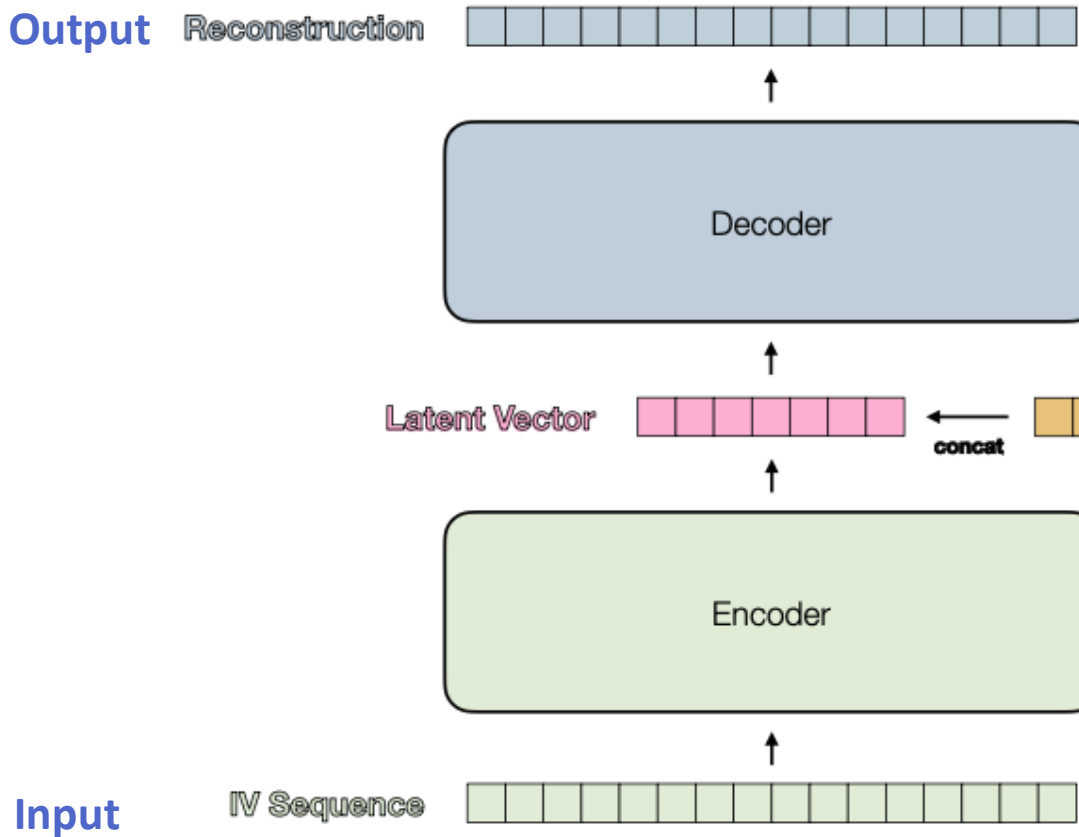 Output Reconstruction
Decoder
Latent Vector
concat
Encoder
Input IV Sequence